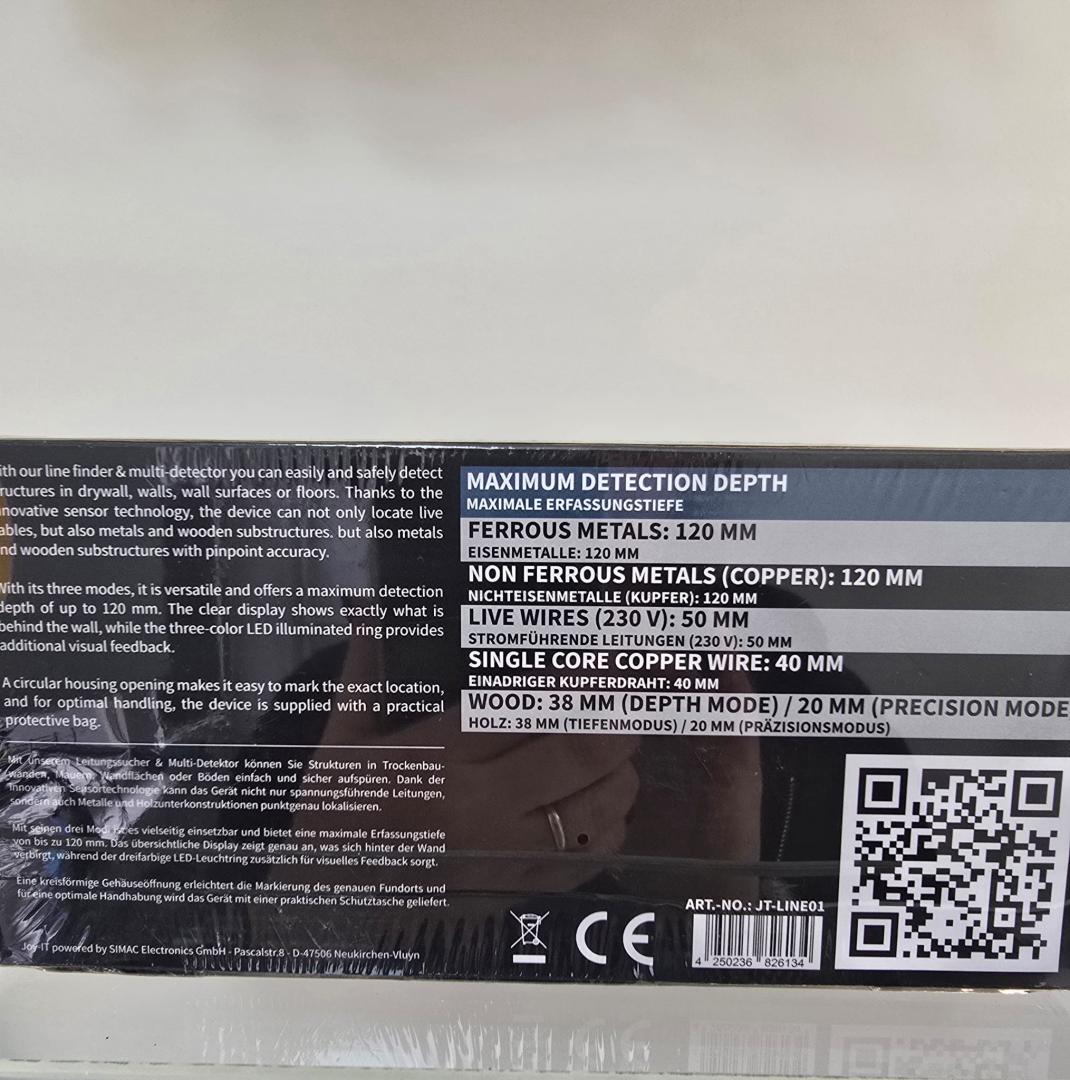 ith our line finder & multi-detector you can easily and safely detect
ructures in drywall, walls, wall surfaces or floors. Thanks to the
novative sensor technology, the device can not only locate live
ables, but also metals and wooden substructures. but also metals
nd wooden substructures with pinpoint accuracy.
With its three modes, it is versatile and offers a maximum detection
depth of up to 120 mm. The clear display shows exactly what is
behind the wall, while the three-color LED illuminated ring provides
additional visual feedback.
A circular housing opening makes it easy to mark the exact location,
and for optimal handling, the device is supplied with a practical
protective bag.
Mit unserem Leitungssucher & Multi-Detektor können Sie Strukturen in Trockenbau-
wänden, Mauern, Wandflächen oder Böden einfach und sicher aufspüren. Dank der
innovativen Sensortechnologie kann das Gerät nicht nur spannungsführende Leitungen,
sondern auch Metalle und Holzunterkonstruktionen punktgenau lokalisieren.
Mit seinen drei Modi ist es vielseitig einsetzbar und bietet eine maximale Erfassungstiefe
von bis zu 120 mm. Das übersichtliche Display zeigt genau an, was sich hinter der Wand
verbirgt, während der dreifarbige LED-Leuchtring zusätzlich für visuelles Feedback sorgt.
Eine kreisförmige Gehäuseöffnung erleichtert die Markierung des genauen Fundorts und
für eine optimale Handhabung wird das Gerät mit einer praktischen Schutztasche geliefert.
Joy-IT powered by SIMAC Electronics GmbH - Pascalstr.8 - D-47506 Neukirchen-Vluyn
MAXIMUM DETECTION DEPTH
MAXIMALE ERFASSUNGSTIEFE
FERROUS METALS: 120 MM
EISENMETALLE: 120 MM
NON FERROUS METALS (COPPER): 120 MM
NICHTEISENMETALLE (KUPFER): 120 MM
LIVE WIRES (230 V): 50 MM
STROMFÜHRENDE LEITUNGEN (230 V): 50 MM
SINGLE CORE COPPER WIRE: 40 MM
EINADRIGER KUPFERDRAHT: 40 MM
WOOD: 38 MM (DEPTH MODE) / 20 MM (PRECISION MODE
HOLZ: 38 MM (TIEFENMODUS) / 20 MM (PRÄZISIONSMODUS)
CE
ART.-NO.: JT-LINE01
4 250236 826134